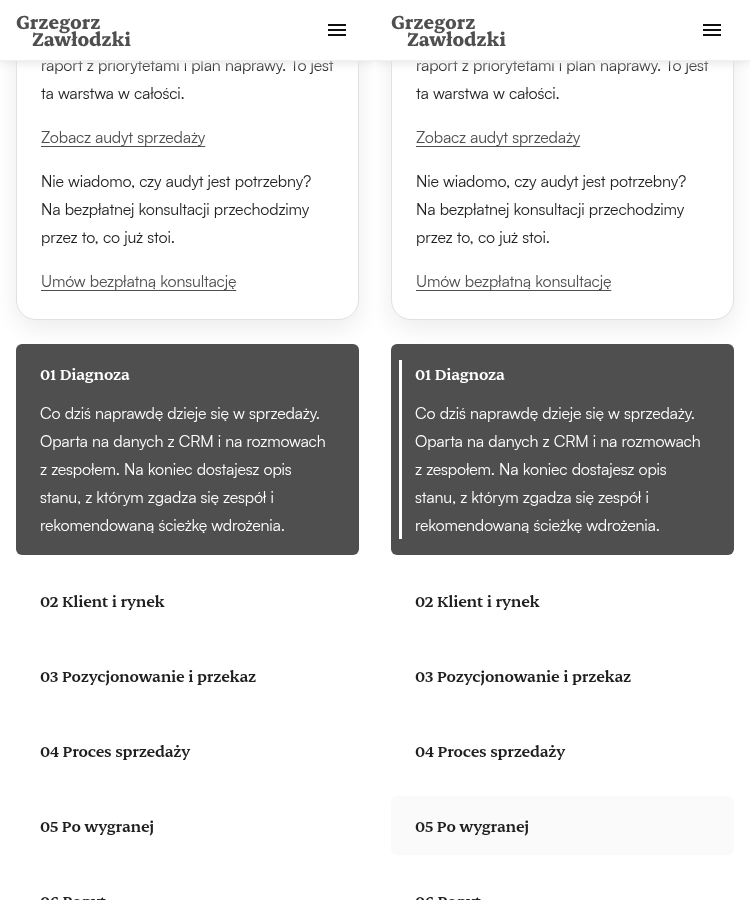 Grzegorz
Zawłodzki
raport z priorytetami i plan naprawy. To jest
ta warstwa w całości.
Zobacz audyt sprzedaży
Nie wiadomo, czy audyt jest potrzebny?
Na bezpłatnej konsultacji przechodzimy
przez to, co już stoi.
Umów bezpłatną konsultację
01 Diagnoza
Co dziś naprawdę dzieje się w sprzedaży.
Oparta na danych z CRM i na rozmowach
z zespołem. Na koniec dostajesz opis
stanu, z którym zgadza się zespół i
rekomendowaną ścieżkę wdrożenia.
02 Klient i rynek
03 Pozycjonowanie i przekaz
04 Proces sprzedaży
05 Po wygranej
Grzegorz
Zawłodzki
raport z priorytetami i plan naprawy. To jest
ta warstwa w całości.
Zobacz audyt sprzedaży
Nie wiadomo, czy audyt jest potrzebny?
Na bezpłatnej konsultacji przechodzimy
przez to, co już stoi.
Umów bezpłatną konsultację
01 Diagnoza
Co dziś naprawdę dzieje się w sprzedaży.
Oparta na danych z CRM i na rozmowach
z zespołem. Na koniec dostajesz opis
stanu, z którym zgadza się zespół i
rekomendowaną ścieżkę wdrożenia.
02 Klient i rynek
03 Pozycjonowanie i przekaz
04 Proces sprzedaży
05 Po wygranej